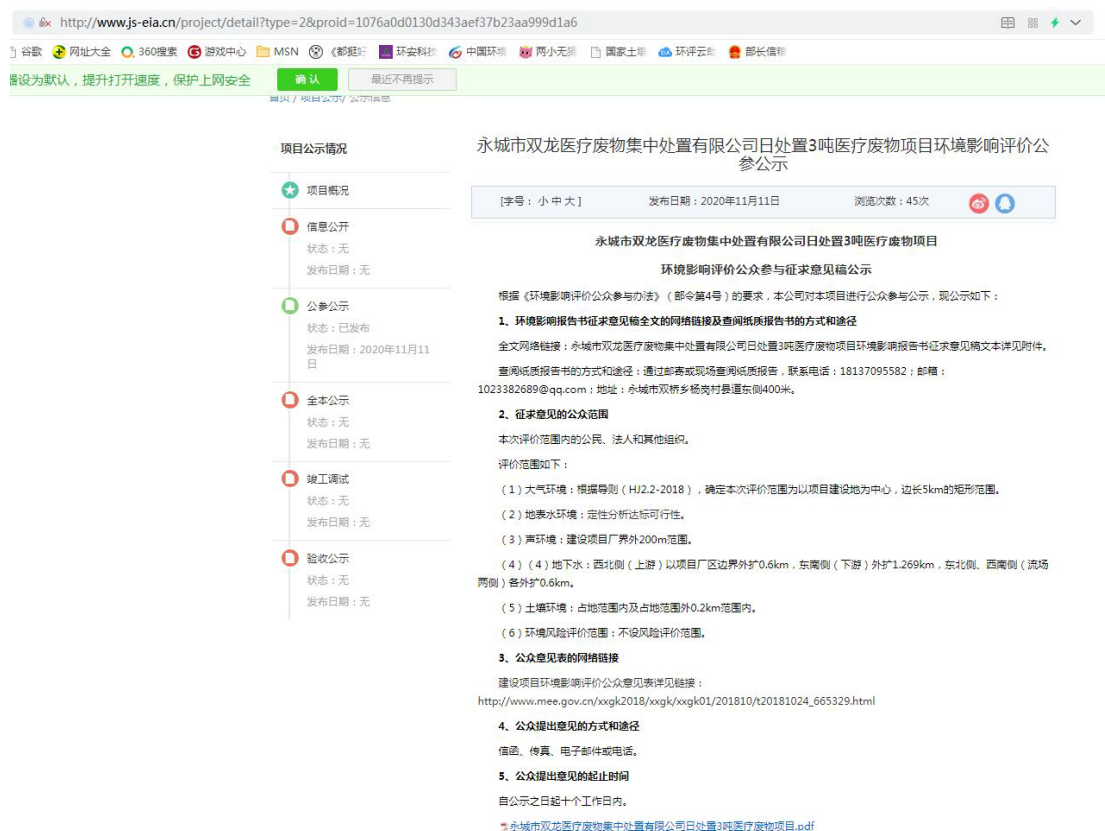 http://www.js-eia.cn/project/detail?type=2&proid=1076a0d0130d343aef37b23aa999d1a6
谷歌 网址大全 360搜索 游戏中心 MSN 《都挺好 环安科技 中国环境 两小无猜 国家土壤 环评云助 部长信箱
设为默认，提升打开速度，保护上网安全 确认 最近不再提示
首页 / 项目公示/ 公示信息
项目公示情况
项目概况
信息公开
状态：无
发布日期：无
公参公示
状态：已发布
发布日期：2020年11月11
日
全本公示
状态：无
发布日期：无
竣工调试
状态：无
发布日期：无
验收公示
状态：无
发布日期：无
永城市双龙医疗废物集中处置有限公司日处置3吨医疗废物项目环境影响评价公
参公示
[字号： 小 中 大 ] 发布日期：2020年11月11日 浏览次数：45次
永城市双龙医疗废物集中处置有限公司日处置3吨医疗废物项目
环境影响评价公众参与征求意见稿公示
根据《环境影响评价公众参与办法》（部令第4号）的要求，本公司对本项目进行公众参与公示，现公示如下：
1、环境影响报告书征求意见稿全文的网络链接及查阅纸质报告书的方式和途径
全文网络链接：永城市双龙医疗废物集中处置有限公司日处置3吨医疗废物项目环境影响报告书征求意见稿文本详见附件。
查阅纸质报告书的方式和途径：通过邮寄或现场查阅纸质报告，联系电话：18137095582；邮箱：
1023382689@qq.com；地址：永城市双桥乡杨岗村县道东侧400米。
2、征求意见的公众范围
本次评价范围内的公民、法人和其他组织。
评价范围如下：
（1）大气环境：根据导则（HJ2.2-2018），确定本次评价范围为以项目建设地为中心，边长5km的矩形范围。
（2）地表水环境：定性分析达标可行性。
（3）声环境：建设项目厂界外200m范围。
（4）（4）地下水：西北侧（上游）以项目厂区边界外扩0.6km，东南侧（下游）外扩1.269km，东北侧、西南侧（流场
两侧）各外扩0.6km。
（5）土壤环境：占地范围内及占地范围外0.2km范围内。
（6）环境风险评价范围：不设风险评价范围。
3、公众意见表的网络链接
建设项目环境影响评价公众意见表详见链接：
http://www.mee.gov.cn/xxgk2018/xxgk/xxgk01/201810/t20181024_665329.html
4、公众提出意见的方式和途径
信函、传真、电子邮件或电话。
5、公众提出意见的起止时间
自公示之日起十个工作日内。
永城市双龙医疗废物集中处置有限公司日处置3吨医疗废物项目.pdf